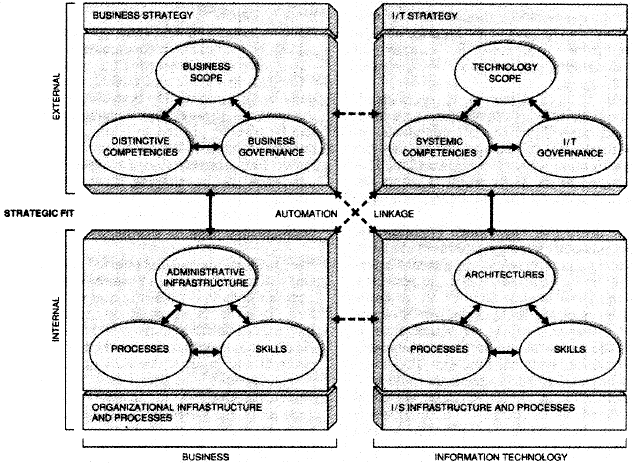 BUSINESS STRATEGY
I/T STRATEGY
EXTERNAL
BUSINESS
SCOPE
DISTINCTIVE
COMPETENCIES
BUSINESS
GOVERNANCE
TECHNOLOGY
SCOPE
SYSTEMIC
COMPETENCIES
I/T
GOVERNANCE
STRATEGIC FIT
AUTOMATION
LINKAGE
INTERNAL
ADMINISTRATIVE
INFRASTRUCTURE
PROCESSES
SKILLS
ARCHITECTURES
PROCESSES
SKILLS
ORGANIZATIONAL INFRASTRUCTURE
AND PROCESSES
I/S INFRASTRUCTURE AND PROCESSES
BUSINESS
INFORMATION TECHNOLOGY